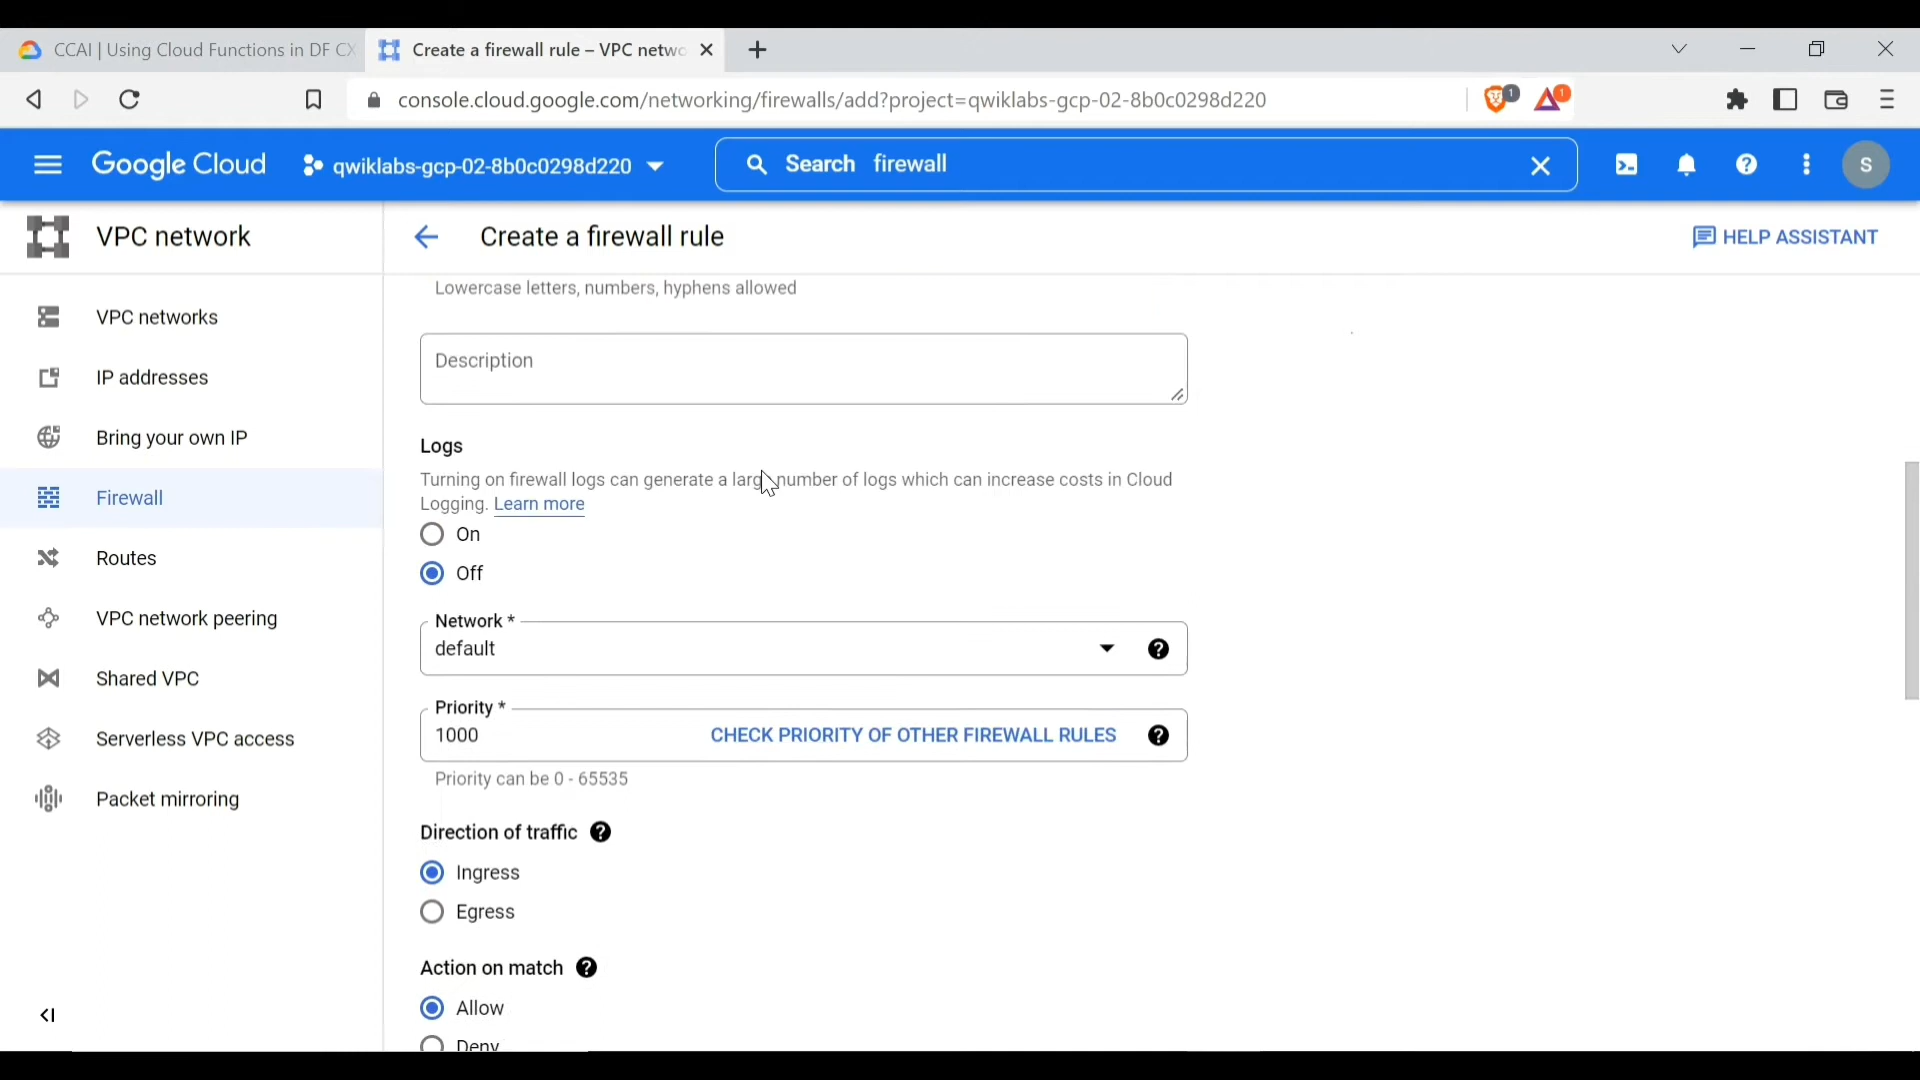 CCAI | Using Cloud Functions in DF CX
Create a firewall rule – VPC netwo
console.cloud.google.com/networking/firewalls/add?project=qwiklabs-gcp-02-8b0c0298d220
1
1
Google Cloud
qwiklabs-gcp-02-8b0c0298d220
Search firewall
S
VPC network
Create a firewall rule
HELP ASSISTANT
VPC networks
IP addresses
Bring your own IP
Firewall
Routes
VPC network peering
Shared VPC
Serverless VPC access
Packet mirroring
Lowercase letters, numbers, hyphens allowed
Description
Logs
Turning on firewall logs can generate a large number of logs which can increase costs in Cloud
Logging. Learn more
On
Off
Network *
default
Priority *
1000
CHECK PRIORITY OF OTHER FIREWALL RULES
Priority can be 0 - 65535
Direction of traffic
Ingress
Egress
Action on match
Allow
Deny